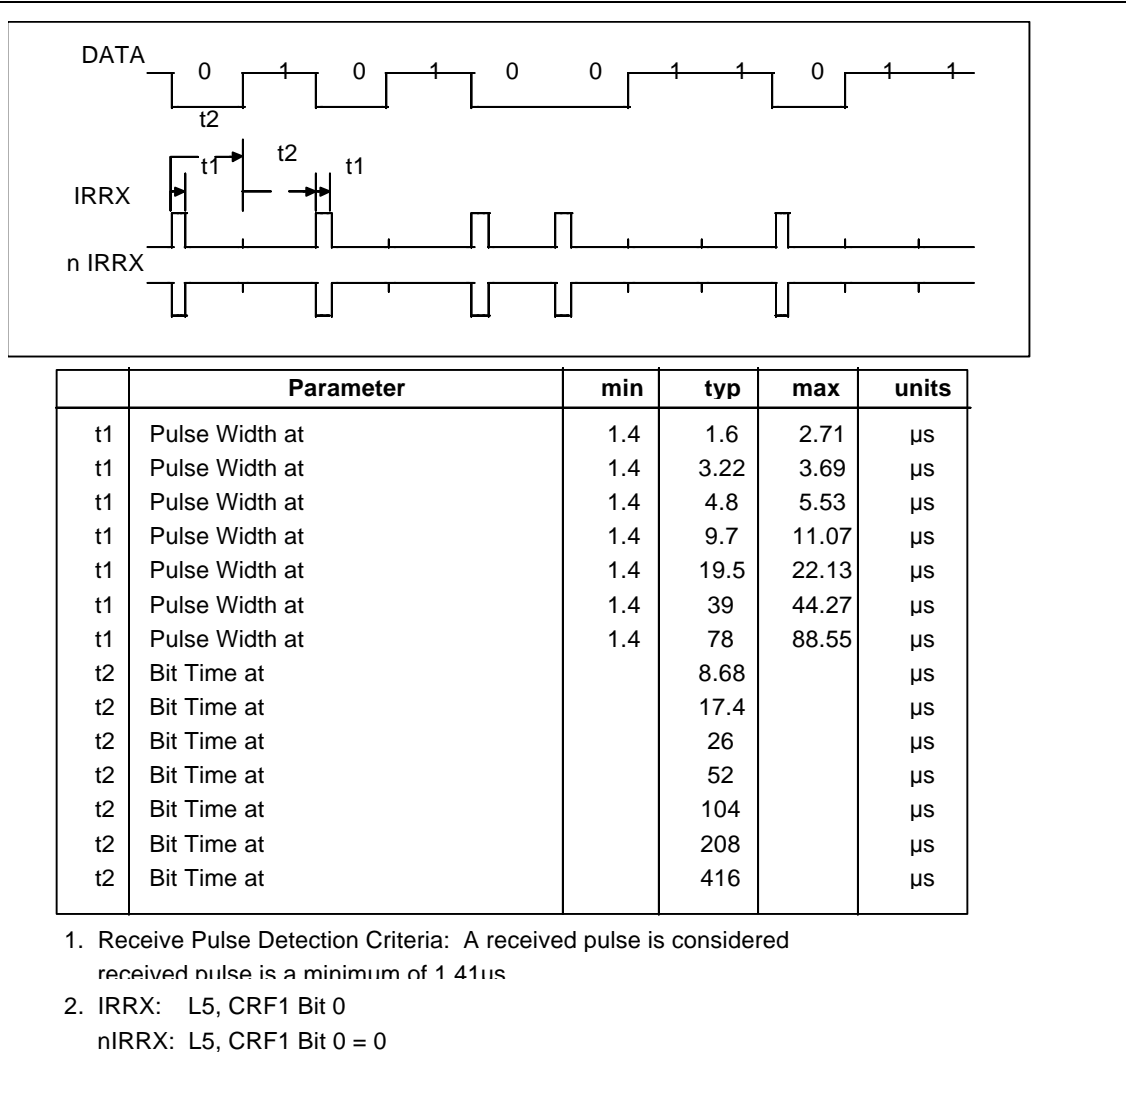 DATA
0 1 0 1 0 0 1 1 0 1 1
t2
t2
t1
t1
IRRX
n IRRX
Parameter min typ max units
t1 Pulse Width at 1.4 1.6 2.71 µs
t1 Pulse Width at 1.4 3.22 3.69 µs
t1 Pulse Width at 1.4 4.8 5.53 µs
t1 Pulse Width at 1.4 9.7 11.07 µs
t1 Pulse Width at 1.4 19.5 22.13 µs
t1 Pulse Width at 1.4 39 44.27 µs
t1 Pulse Width at 1.4 78 88.55 µs
t2 Bit Time at 8.68 µs
t2 Bit Time at 17.4 µs
t2 Bit Time at 26 µs
t2 Bit Time at 52 µs
t2 Bit Time at 104 µs
t2 Bit Time at 208 µs
t2 Bit Time at 416 µs
1. Receive Pulse Detection Criteria: A received pulse is considered
received pulse is a minimum of 1.41µs
2. IRRX: L5, CRF1 Bit 0
nIRRX: L5, CRF1 Bit 0 = 0